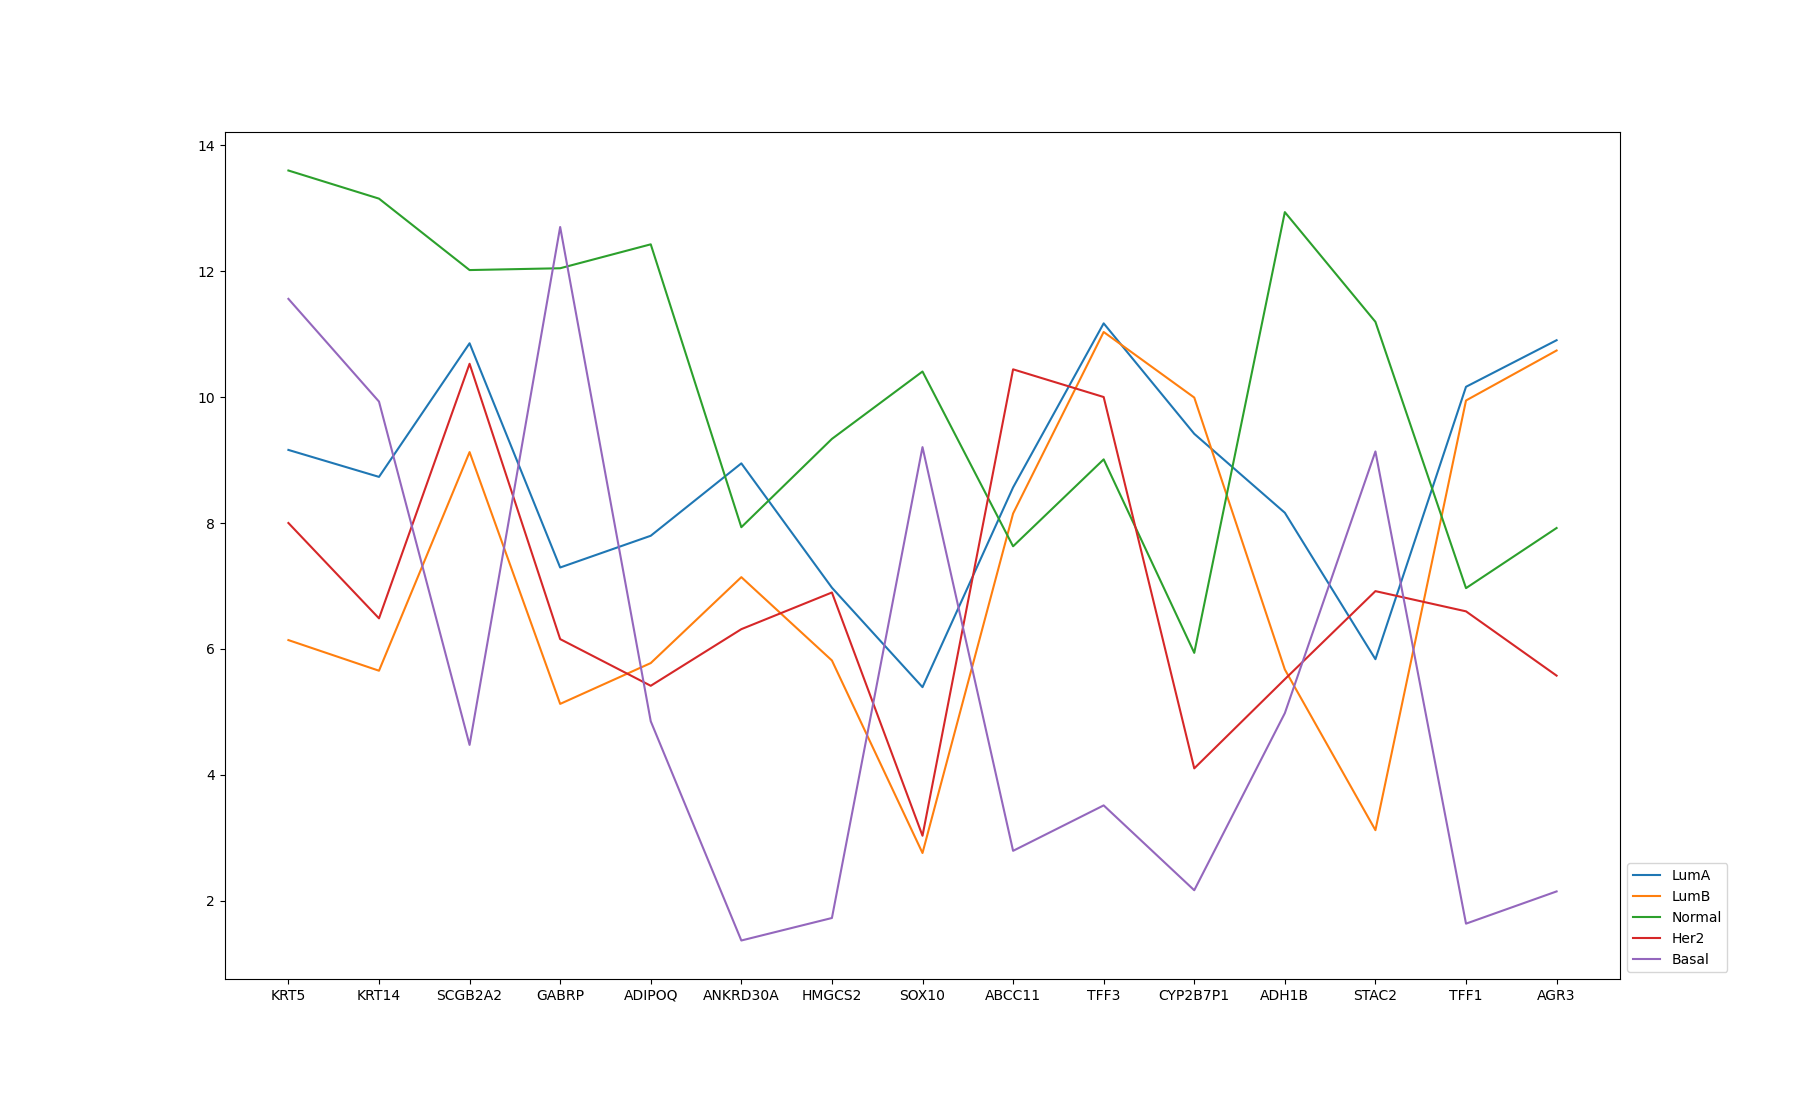 14
12
10
8
6
4
2
KRT5 KRT14 SCGB2A2 GABRP ADIPOQ ANKRD30A HMGCS2 SOX10 ABCC11 TFF3 CYP2B7P1 ADH1B STAC2 TFF1 AGR3
LumA
LumB
Normal
Her2
Basal